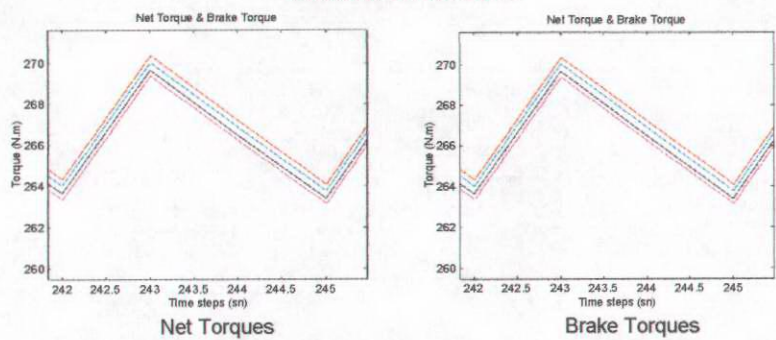 Net Torque & Brake Torque
270
268
266
264
262
260
Torque (N.m)
242 242.5 243 243.5 244 244.5 245
Time steps (sn)
Net Torques
Net Torque & Brake Torque
270
268
266
264
262
260
Torque (N.m)
242 242.5 243 243.5 244 244.5 245
Time steps (sn)
Brake Torques